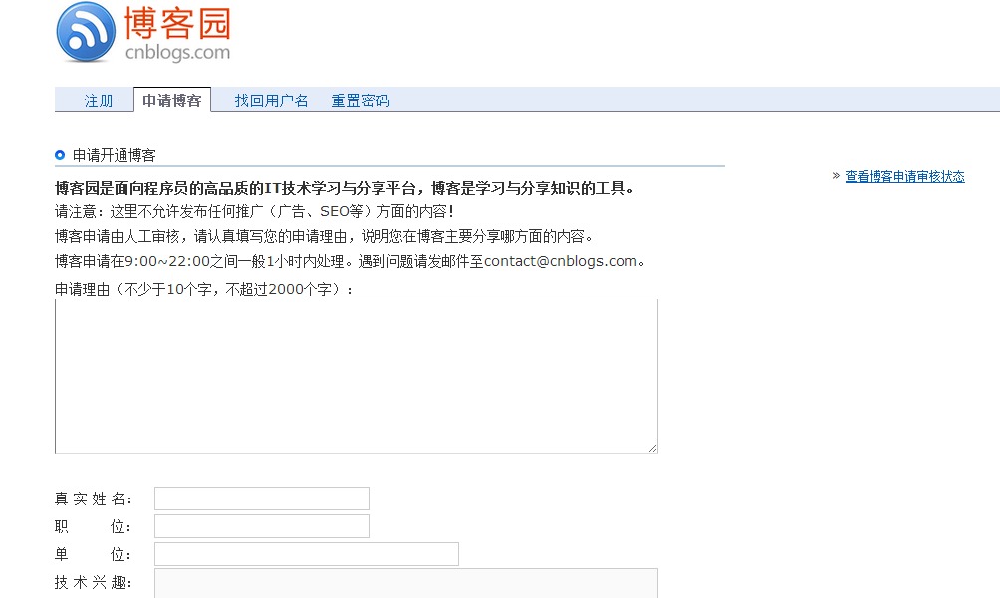 博客园
cnblogs.com
注册 申请博客 找回用户名 重置密码
申请开通博客
» 查看博客申请审核状态
博客园是面向程序员的高品质的IT技术学习与分享平台，博客是学习与分享知识的工具。
请注意：这里不允许发布任何推广（广告、SEO等）方面的内容！
博客申请由人工审核，请认真填写您的申请理由，说明您在博客主要分享哪方面的内容。
博客申请在9:00~22:00之间一般1小时内处理。遇到问题请发邮件至contact@cnblogs.com。
申请理由（不少于10个字，不超过2000个字）：
真实姓名：
职 位：
单 位：
技术兴趣：